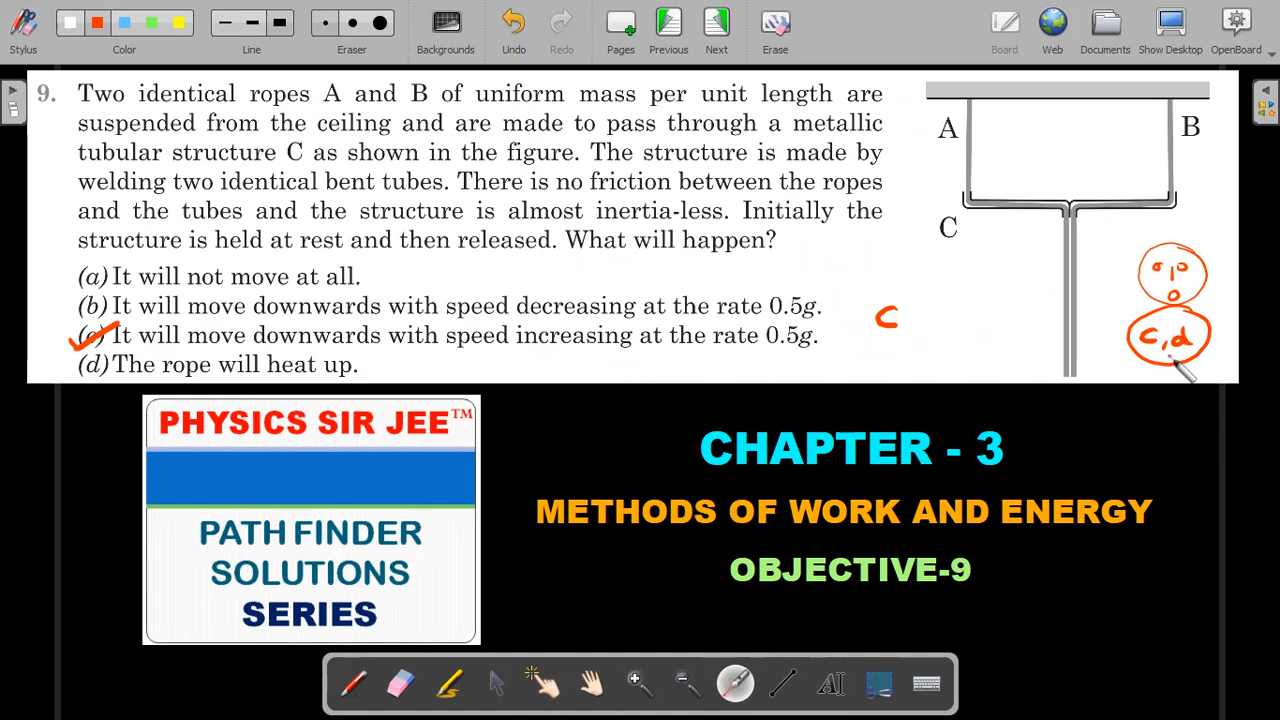 Stylus
Color
Line
Eraser
Backgrounds
Undo
Redo
Pages
Previous
Next
Erase
Board
Web
Documents
Show Desktop
OpenBoard
9. Two identical ropes A and B of uniform mass per unit length are
suspended from the ceiling and are made to pass through a metallic
tubular structure C as shown in the figure. The structure is made by
welding two identical bent tubes. There is no friction between the ropes
and the tubes and the structure is almost inertia-less. Initially the
structure is held at rest and then released. What will happen?
(a) It will not move at all.
(b) It will move downwards with speed decreasing at the rate 0.5g.
(c) It will move downwards with speed increasing at the rate 0.5g.
(d) The rope will heat up.
A
B
C
C
c,d
PHYSICS SIR JEE™
PATH FINDER
SOLUTIONS
SERIES
CHAPTER - 3
METHODS OF WORK AND ENERGY
OBJECTIVE-9
AI